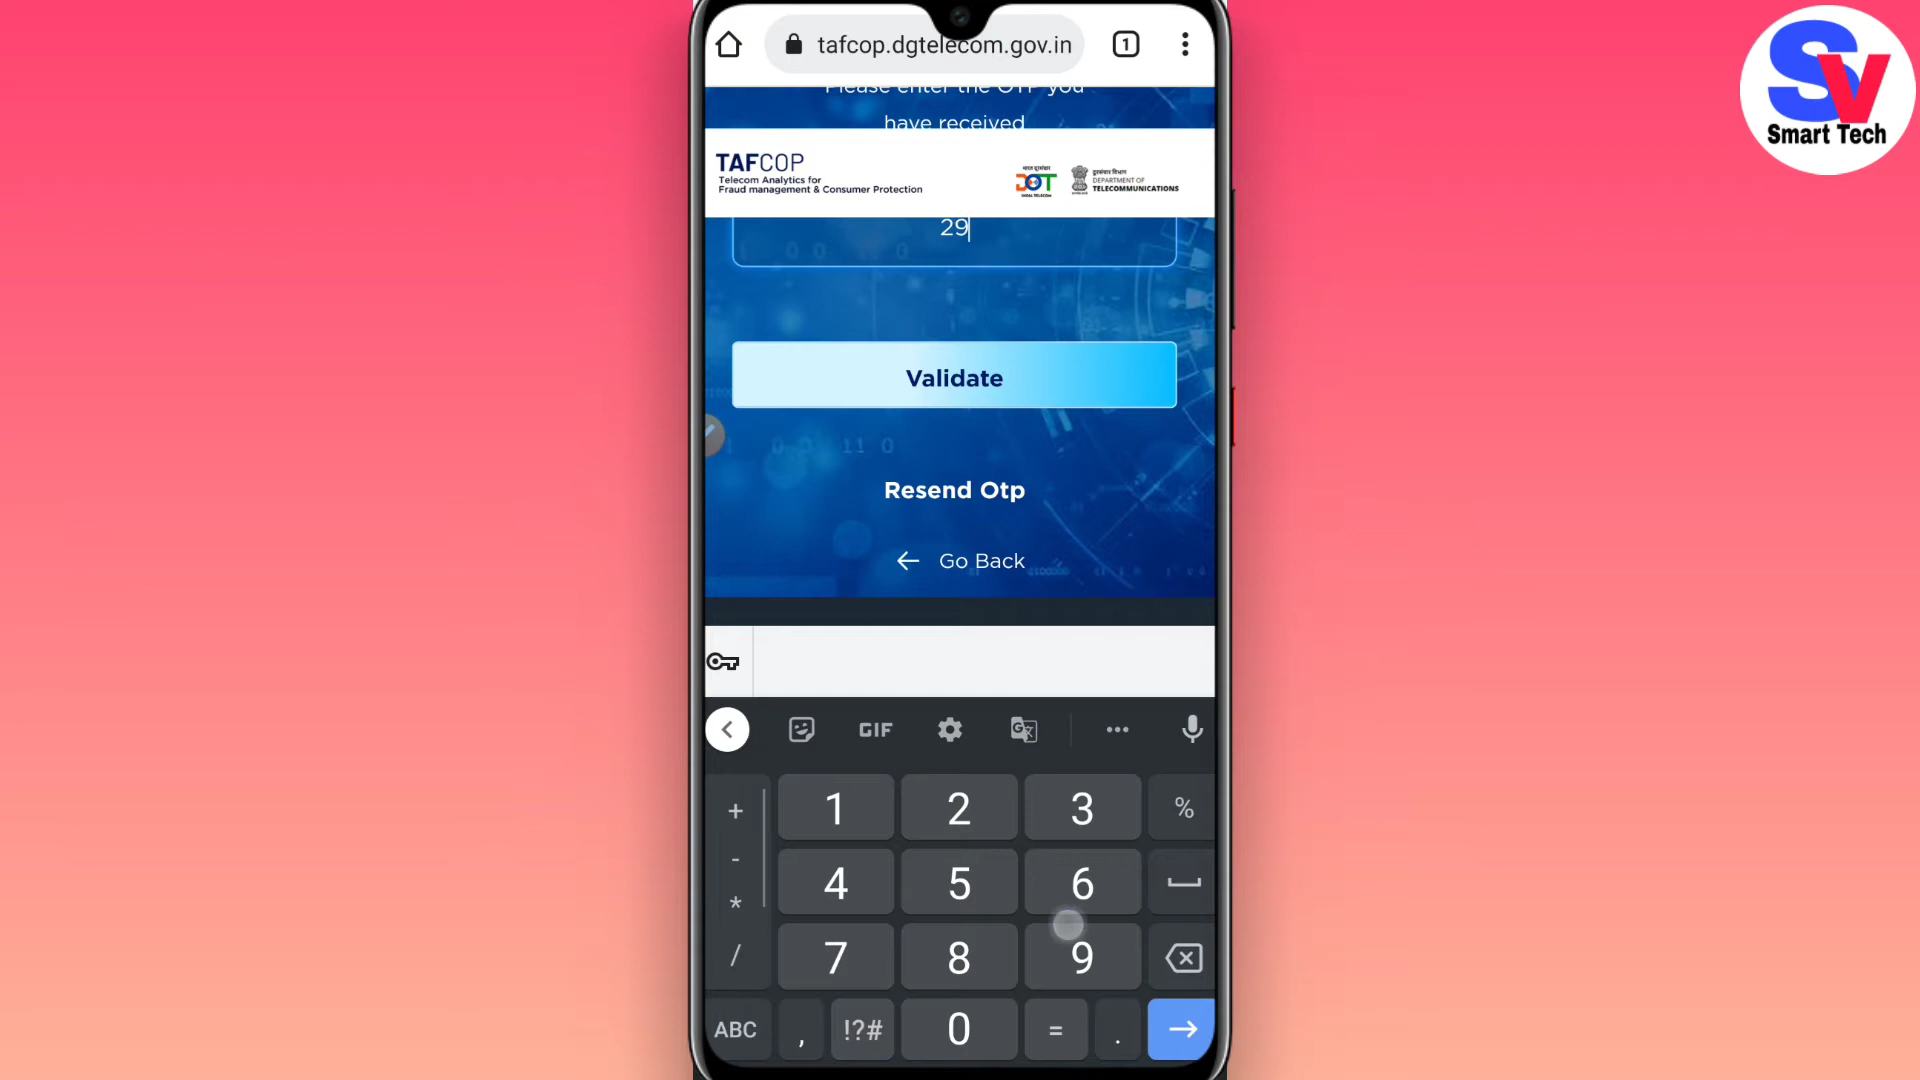 tafcop.dgtelecom.gov.in
1
SV
Smart Tech
Please enter the OTP you
have received
TAFCOP
Telecom Analytics for
Fraud management & Consumer Protection
DOT
DEPARTMENT OF
TELECOMMUNICATIONS
29
Validate
Resend Otp
← Go Back
GIF
+ 1 2 3 %
- 4 5 6
*
/ 7 8 9
ABC , !?# 0 = . →